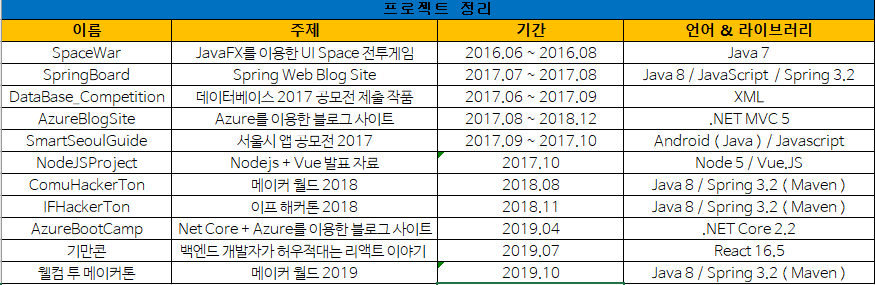 프로젝트 정리
이름 주제 기간 언어 & 라이브러리
SpaceWar JavaFX를 이용한 UI Space 전투게임 2016.06 ~ 2016.08 Java 7
SpringBoard Spring Web Blog Site 2017.07 ~ 2017.08 Java 8 / JavaScript / Spring 3.2
DataBase_Competition 데이터베이스 2017 공모전 제출 작품 2017.06 ~ 2017.09 XML
AzureBlogSite Azure를 이용한 블로그 사이트 2017.08 ~ 2018.12 .NET MVC 5
SmartSeoulGuide 서울시 앱 공모전 2017 2017.09 ~ 2017.10 Android ( Java ) / Javascript
NodeJSProject Nodejs + Vue 발표 자료 2017.10 Node 5 / Vue.JS
ComuHackerTon 메이커 월드 2018 2018.08 Java 8 / Spring 3.2 ( Maven )
IFHackerTon 이프 해커톤 2018 2018.11 Java 8 / Spring 3.2 ( Maven )
AzureBootCamp Net Core + Azure를 이용한 블로그 사이트 2019.04 .NET Core 2.2
기만콘 백엔드 개발자가 허우적대는 리액트 이야기 2019.07 React 16.5
웰컴 투 메이커톤 메이커 월드 2019 2019.10 Java 8 / Spring 3.2 ( Maven )